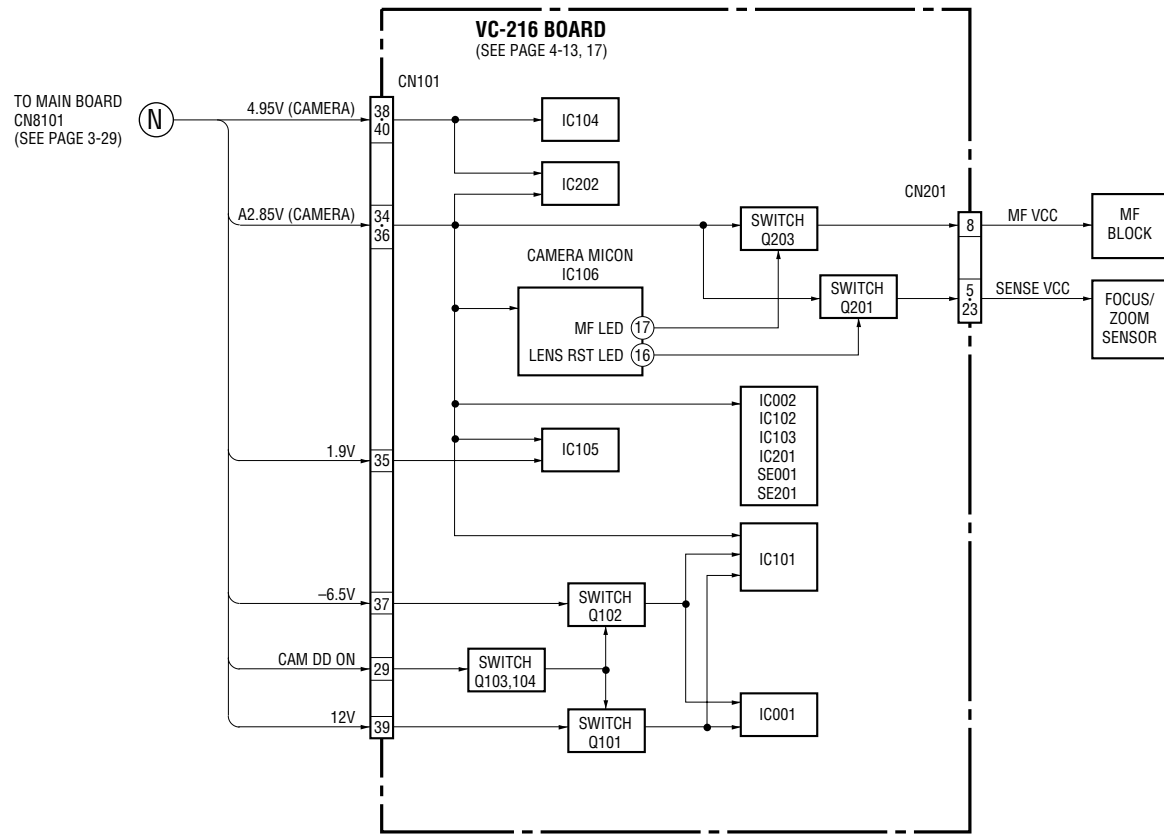 VC-216 BOARD
(SEE PAGE 4-13, 17)
CN101
TO MAIN BOARD
CN8101
(SEE PAGE 3-29)
N
4.95V (CAMERA)
38
40
IC104
IC202
CN201
A2.85V (CAMERA)
34
36
SWITCH
Q203
8
MF VCC
MF
BLOCK
CAMERA MICON
IC106
MF LED
17
LENS RST LED
16
SWITCH
Q201
5
23
SENSE VCC
FOCUS/
ZOOM
SENSOR
IC002
IC102
IC103
IC201
SE001
SE201
1.9V
35
IC105
IC101
–6.5V
37
SWITCH
Q102
CAM DD ON
29
SWITCH
Q103,104
12V
39
SWITCH
Q101
IC001